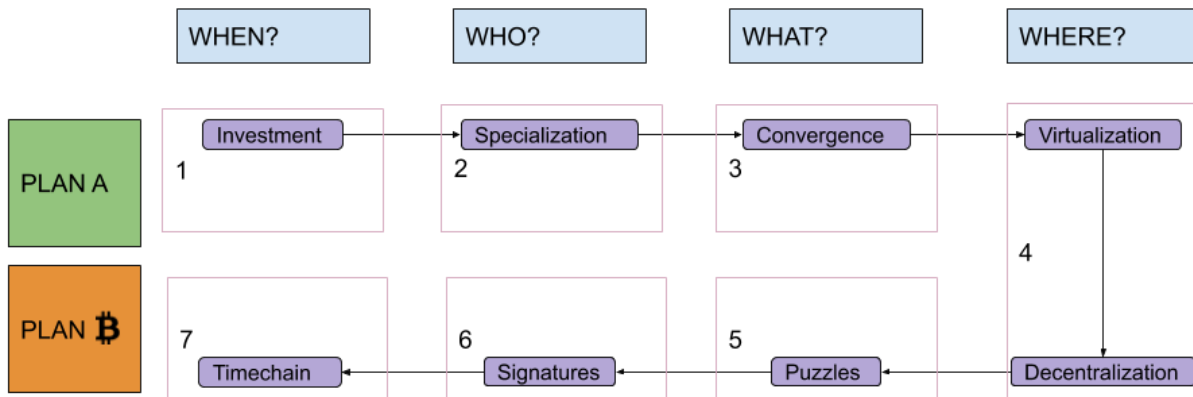 WHEN?
WHO?
WHAT?
WHERE?
Investment
Specialization
Convergence
Virtualization
1
2
3
PLAN A
4
PLAN ₿
7
6
5
Timechain
Signatures
Puzzles
Decentralization